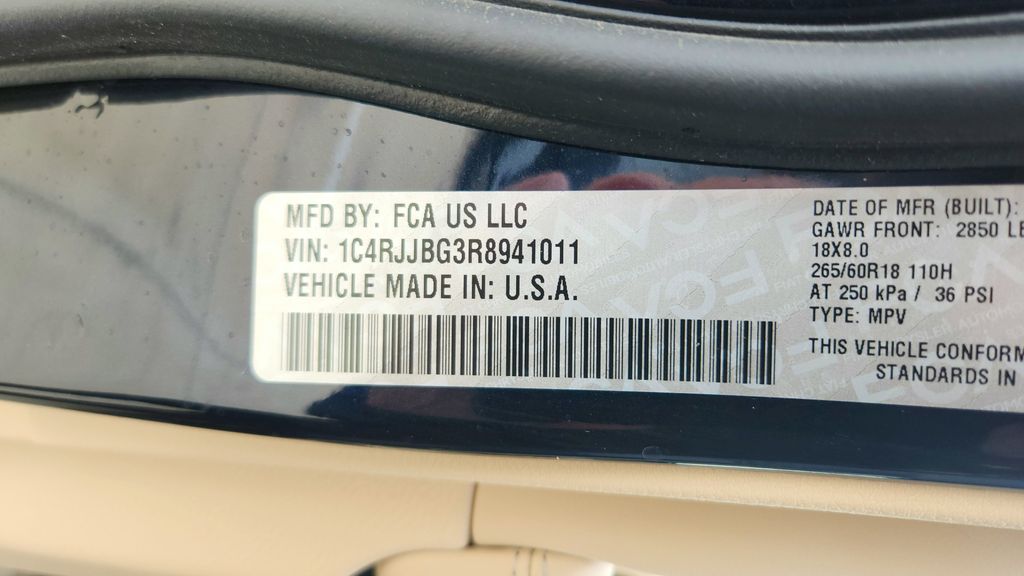 MFD BY: FCA US LLC
VIN: 1C4RJJBG3R8941011
VEHICLE MADE IN: U.S.A.
DATE OF MFR (BUILT):
GAWR FRONT: 2850 LB
18X8.0
265/60R18 110H
AT 250 kPa / 36 PSI
TYPE: MPV
THIS VEHICLE CONFORM
STANDARDS IN